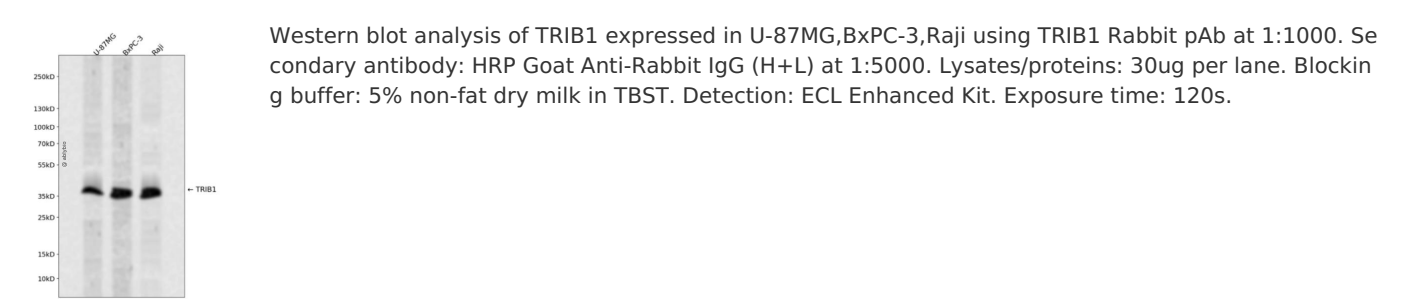 U-87MG
BxPC-3
Raji
250kD
130kD
100kD
70kD
55kD
35kD
25kD
15kD
10kD
← TRIB1
Western blot analysis of TRIB1 expressed in U-87MG,BxPC-3,Raji using TRIB1 Rabbit pAb at 1:1000. Se
condary antibody: HRP Goat Anti-Rabbit IgG (H+L) at 1:5000. Lysates/proteins: 30ug per lane. Blockin
g buffer: 5% non-fat dry milk in TBST. Detection: ECL Enhanced Kit. Exposure time: 120s.